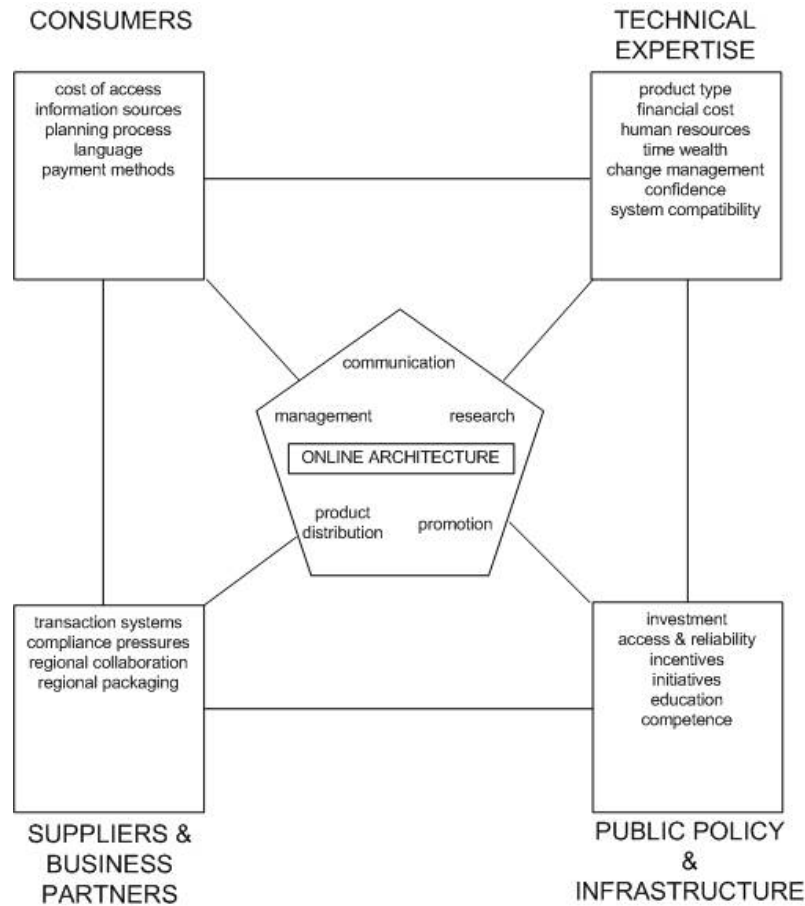 CONSUMERS
cost of access
information sources
planning process
language
payment methods
TECHNICAL
EXPERTISE
product type
financial cost
human resources
time wealth
change management
confidence
system compatibility
communication
management
research
ONLINE ARCHITECTURE
product
distribution
promotion
transaction systems
compliance pressures
regional collaboration
regional packaging
SUPPLIERS &
BUSINESS
PARTNERS
investment
access & reliability
incentives
initiatives
education
competence
PUBLIC POLICY
&
INFRASTRUCTURE